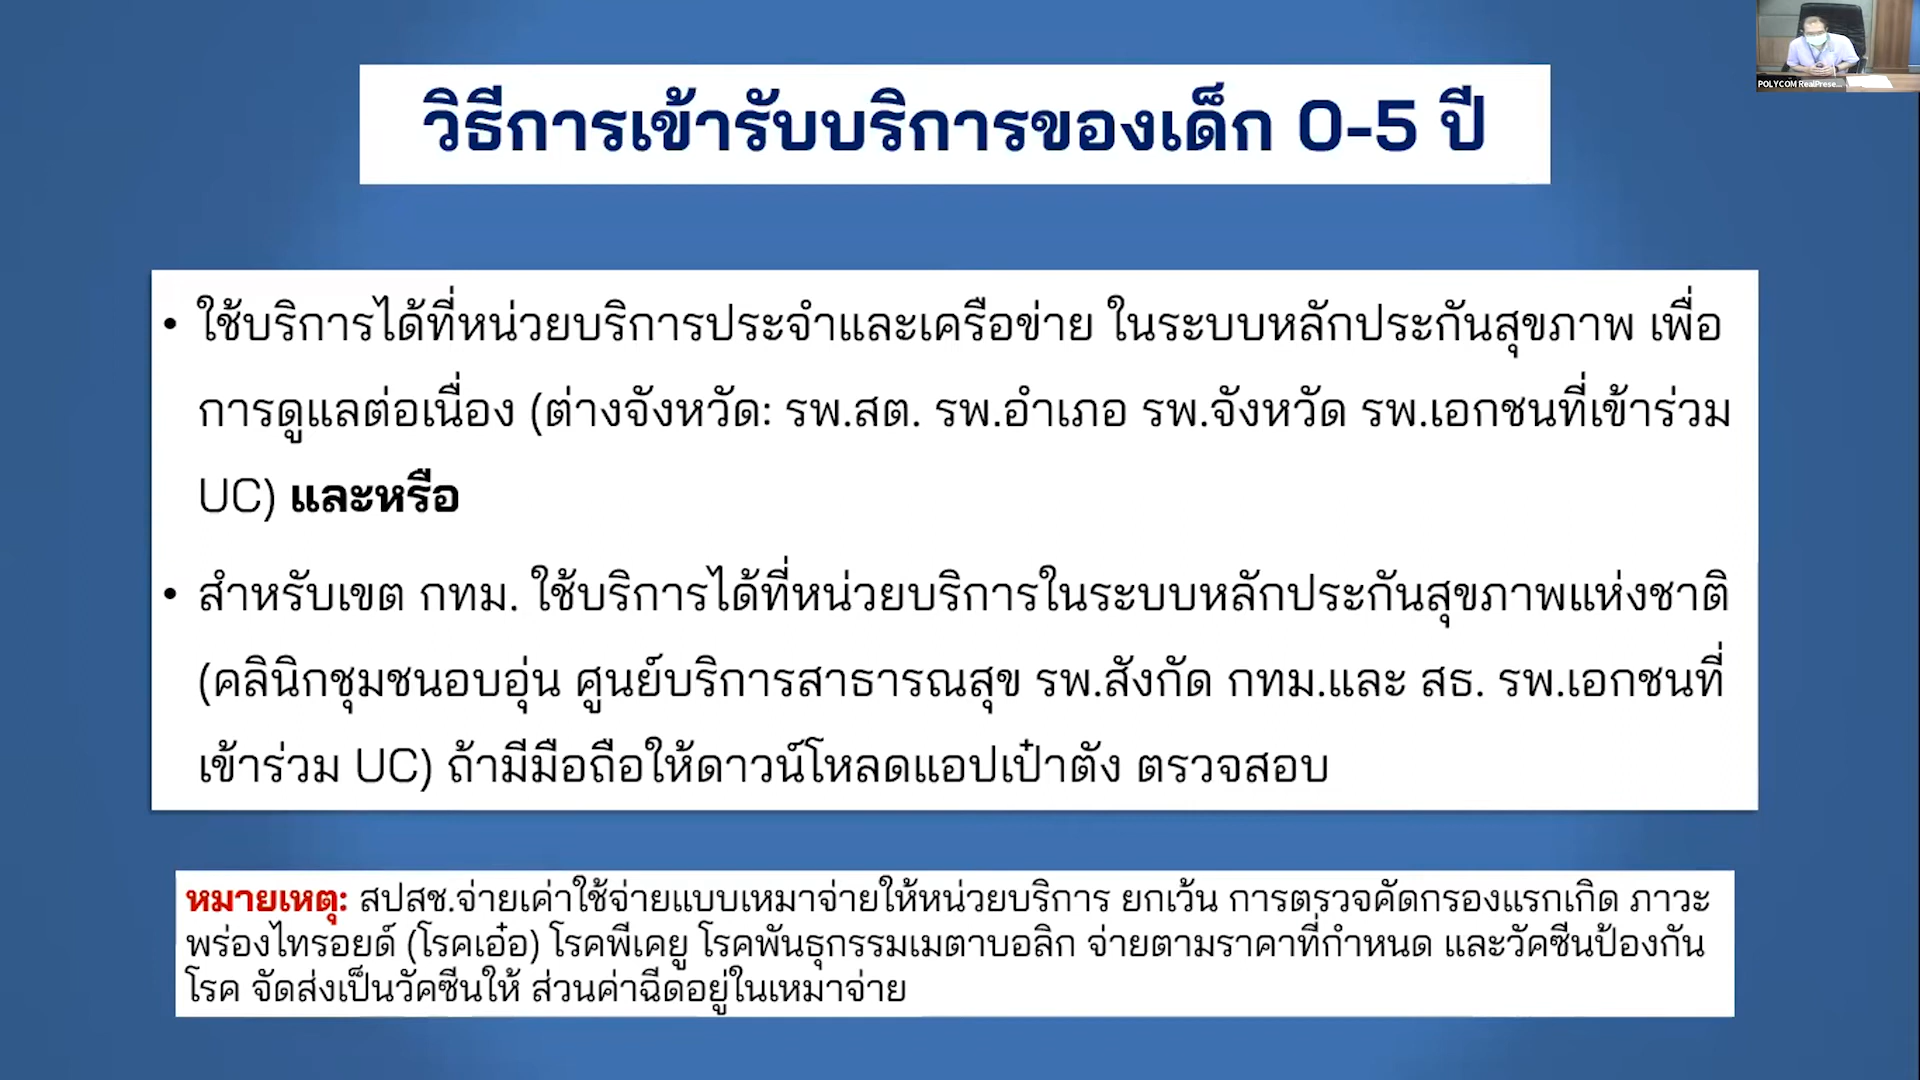 วิธีการเข้ารับบริการของเด็ก 0-5 ปี
• ใช้บริการได้ที่หน่วยบริการประจำและเครือข่าย ในระบบหลักประกันสุขภาพ เพื่อ
การดูแลต่อเนื่อง (ต่างจังหวัด: รพ.สต. รพ.อำเภอ รพ.จังหวัด รพ.เอกชนที่เข้าร่วม
UC) และหรือ
• สำหรับเขต กทม. ใช้บริการได้ที่หน่วยบริการในระบบหลักประกันสุขภาพแห่งชาติ
(คลินิกชุมชนอบอุ่น ศูนย์บริการสาธารณสุข รพ.สังกัด กทม.และ สธ. รพ.เอกชนที่
เข้าร่วม UC) ถ้ามีมือถือให้ดาวน์โหลดแอปเป๋าตัง ตรวจสอบ
หมายเหตุ: สปสช.จ่ายเค่าใช้จ่ายแบบเหมาจ่ายให้หน่วยบริการ ยกเว้น การตรวจคัดกรองแรกเกิด ภาวะ
พร่องไทรอยด์ (โรคเอ๋อ) โรคพีเคยู โรคพันธุกรรมเมตาบอลิก จ่ายตามราคาที่กำหนด และวัคซีนป้องกัน
โรค จัดส่งเป็นวัคซีนให้ ส่วนค่าฉีดอยู่ในเหมาจ่าย
POLYCOM RealPrese...